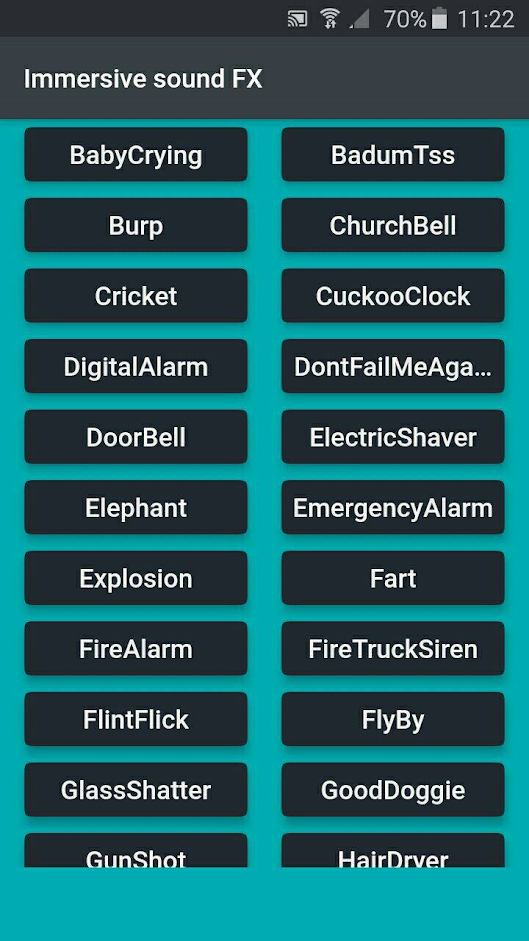 70% 11:22
Immersive sound FX
BabyCrying BadumTss
Burp ChurchBell
Cricket CuckooClock
DigitalAlarm DontFailMeAga...
DoorBell ElectricShaver
Elephant EmergencyAlarm
Explosion Fart
FireAlarm FireTruckSiren
FlintFlick FlyBy
GlassShatter GoodDoggie
GunShot HairDryer